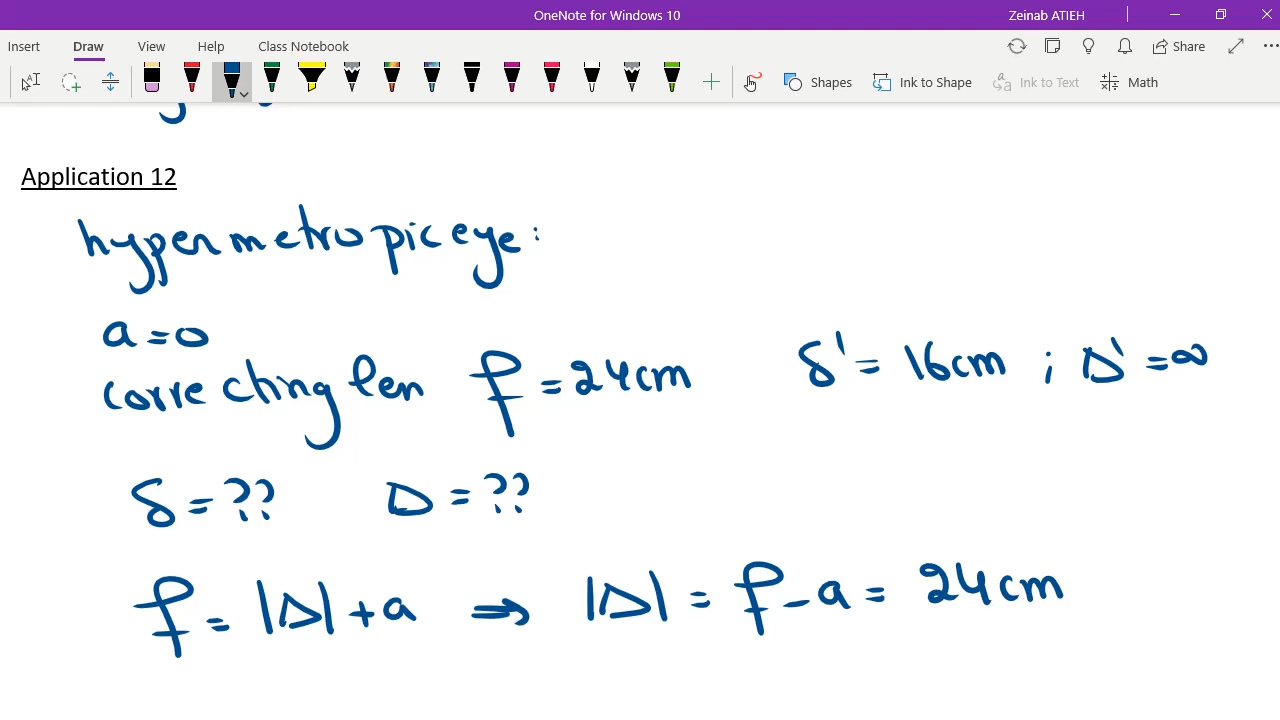 OneNote for Windows 10 Zeinab ATIEH
Insert Draw View Help Class Notebook Share
Shapes Ink to Shape Ink to Text Math
Application 12
hypermetropic eye:
a = 0
correcting len f = 24cm δ' = 16cm ; Δ' = ∞
δ = ?? Δ = ??
f = |Δ| + a ⇒ |Δ| = f - a = 24cm